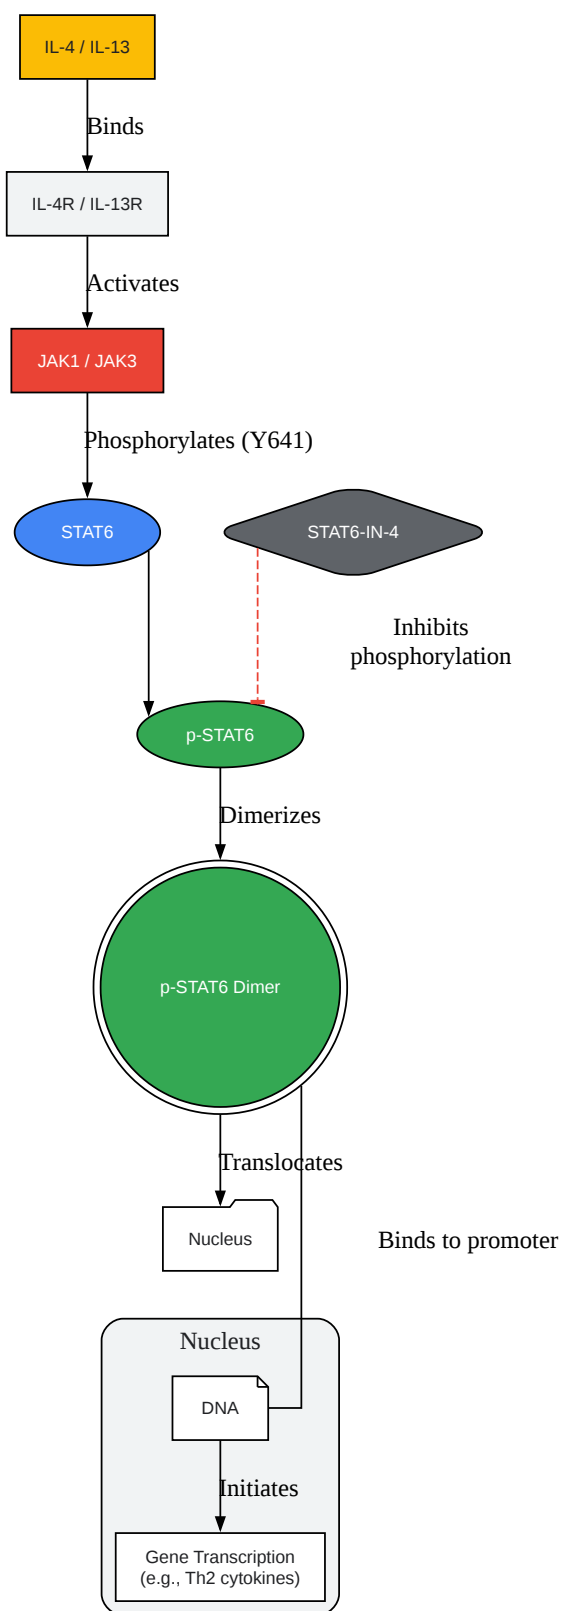 IL-4 / IL-13
Binds
IL-4R / IL-13R
Activates
JAK1 / JAK3
Phosphorylates (Y641)
STAT6
STAT6-IN-4
Inhibits
phosphorylation
p-STAT6
Dimerizes
p-STAT6 Dimer
Translocates
Nucleus
Binds to promoter
Nucleus
DNA
Initiates
Gene Transcription
(e.g., Th2 cytokines)